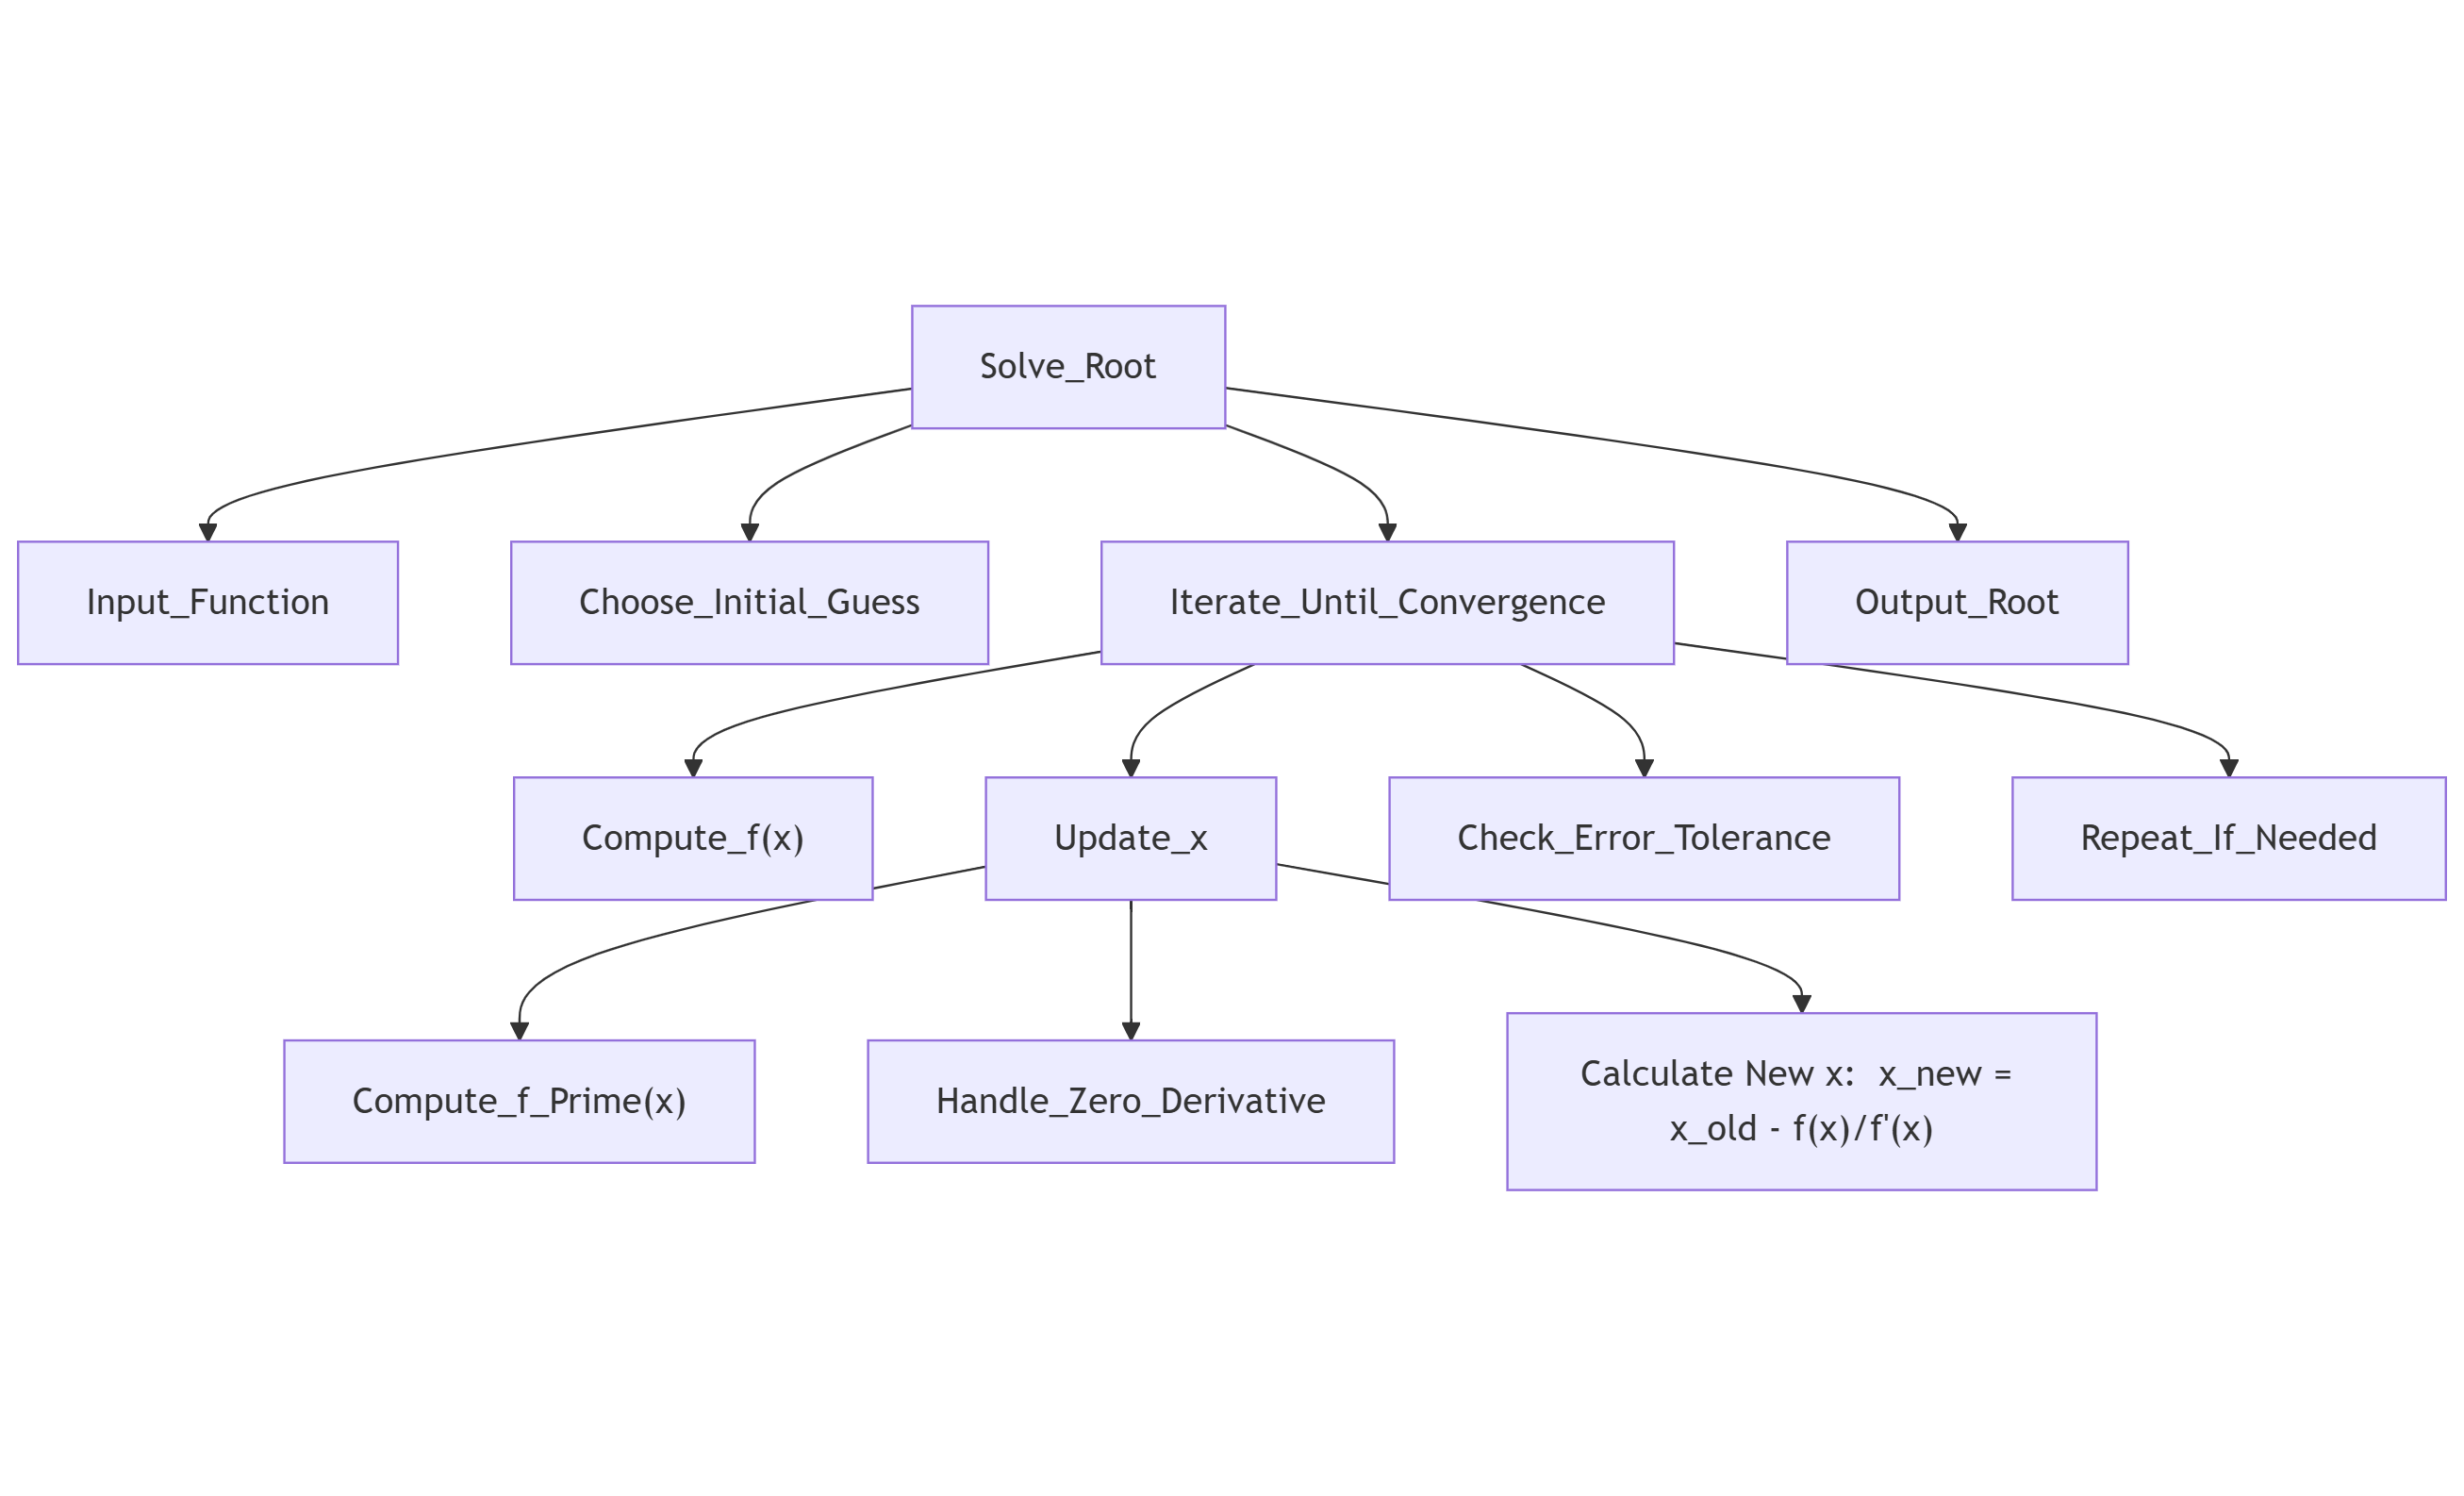 Solve_Root
Input_Function
Choose_Initial_Guess
Iterate_Until_Convergence
Output_Root
Compute_f(x)
Update_x
Check_Error_Tolerance
Repeat_If_Needed
Compute_f_Prime(x)
Handle_Zero_Derivative
Calculate New x:  x_new =
x_old - f(x)/f'(x)